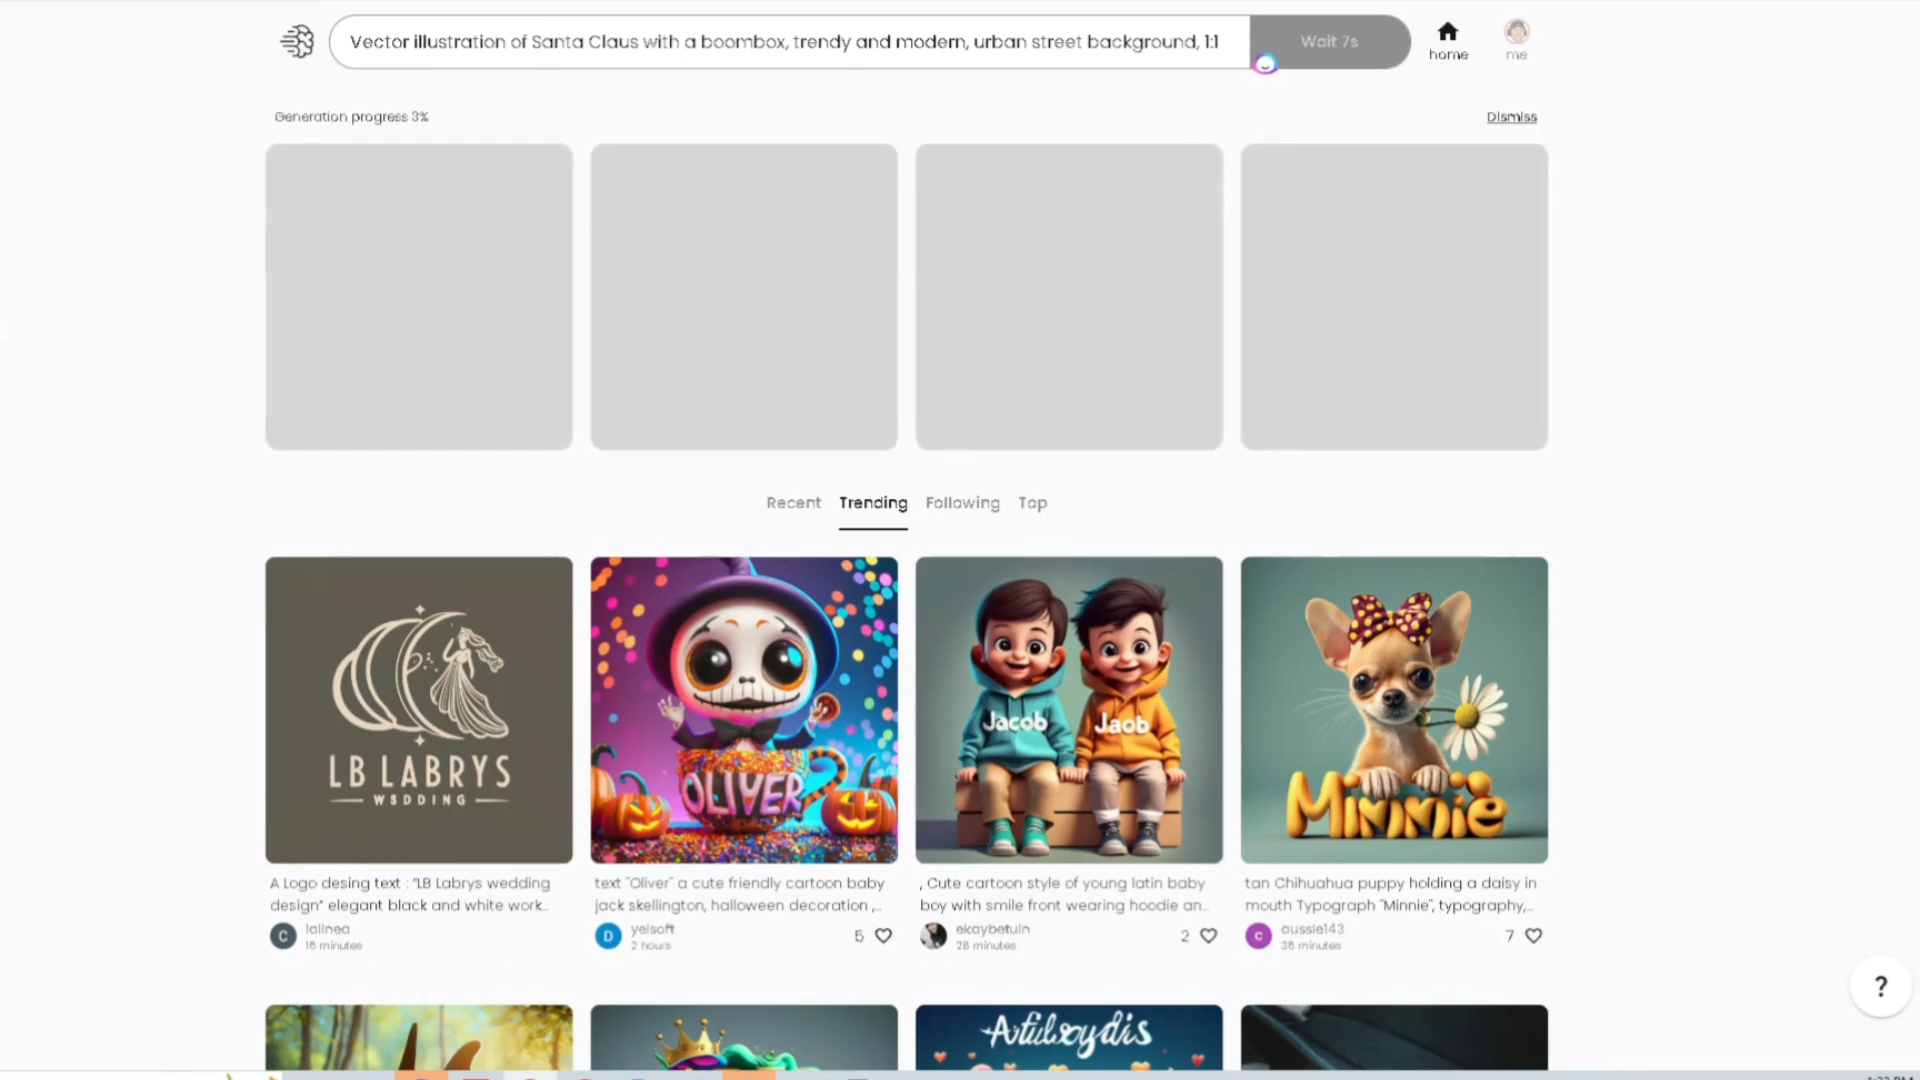 Vector illustration of Santa Claus with a boombox, trendy and modern, urban street background, 1:1
Wait 7s
home
me
Generation progress 3%
Dismiss
Recent
Trending
Following
Top
LB LABRYS
WSDDING
OLIVER
Jacob
Jaob
Minnie
A Logo desing text : "LB Labrys wedding
design" elegant black and white work...
text "Oliver" a cute friendly cartoon baby
jack skellington, halloween decoration ,...
, Cute cartoon style of young latin baby
boy with smile front wearing hoodie an...
tan Chihuahua puppy holding a daisy in
mouth Typograph "Minnie", typography,...
C
lalinea
18 minutes
D
yelsoft
2 hours
5
ekaybetuln
28 minutes
2
C
aussie143
38 minutes
7
?